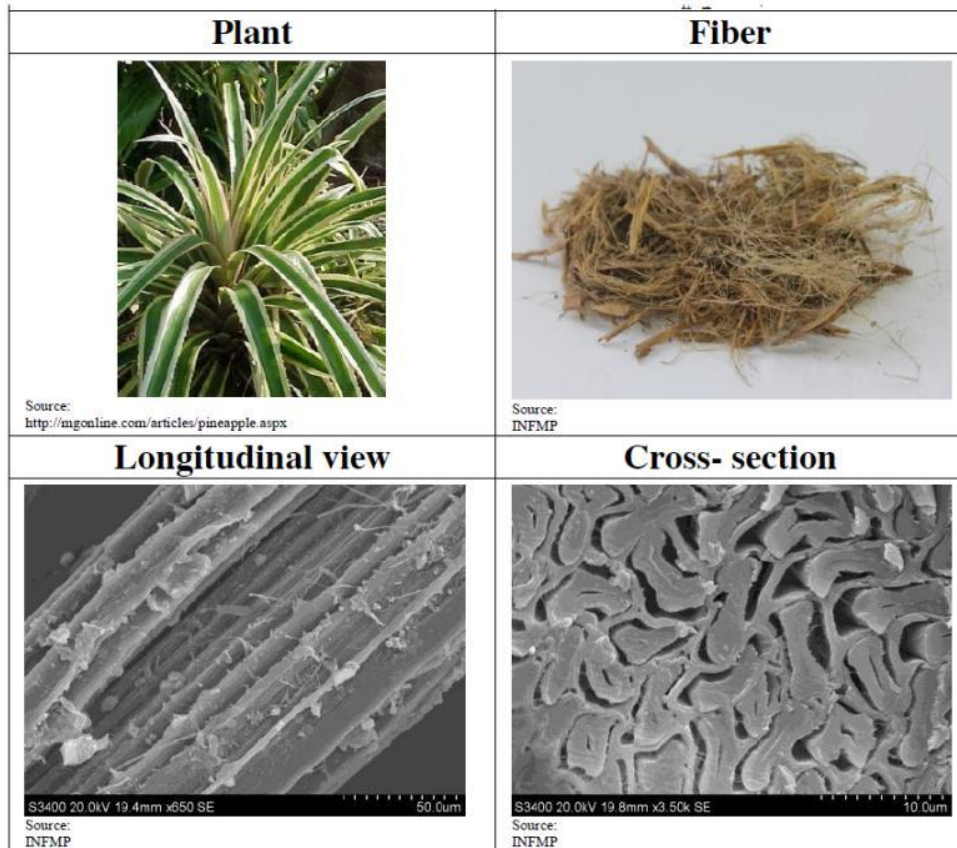 Plant
Fiber
Source:
http://mgonline.com/articles/pineapple.aspx
Source:
INFMP
Longitudinal view
Cross- section
S3400 20.0kV 19.4mm x650 SE
50.0um
S3400 20.0kV 19.8mm x3.50k SE
10.0um
Source:
INFMP
Source:
INFMP